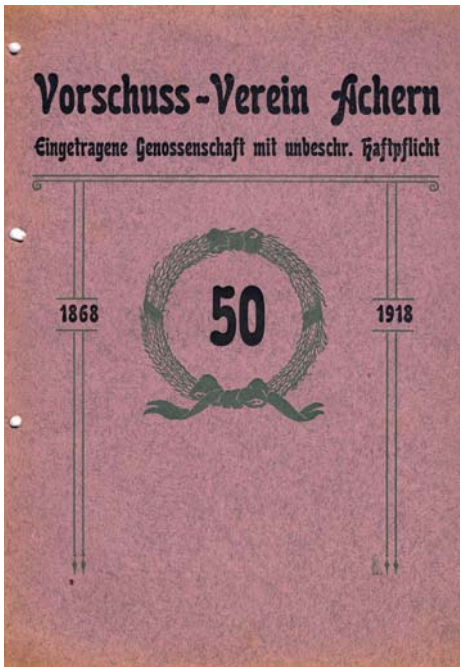 Vorschuss-Verein Achern
Eingetragene Genossenschaft mit unbeschr. Haftpflicht
1868
50
1918